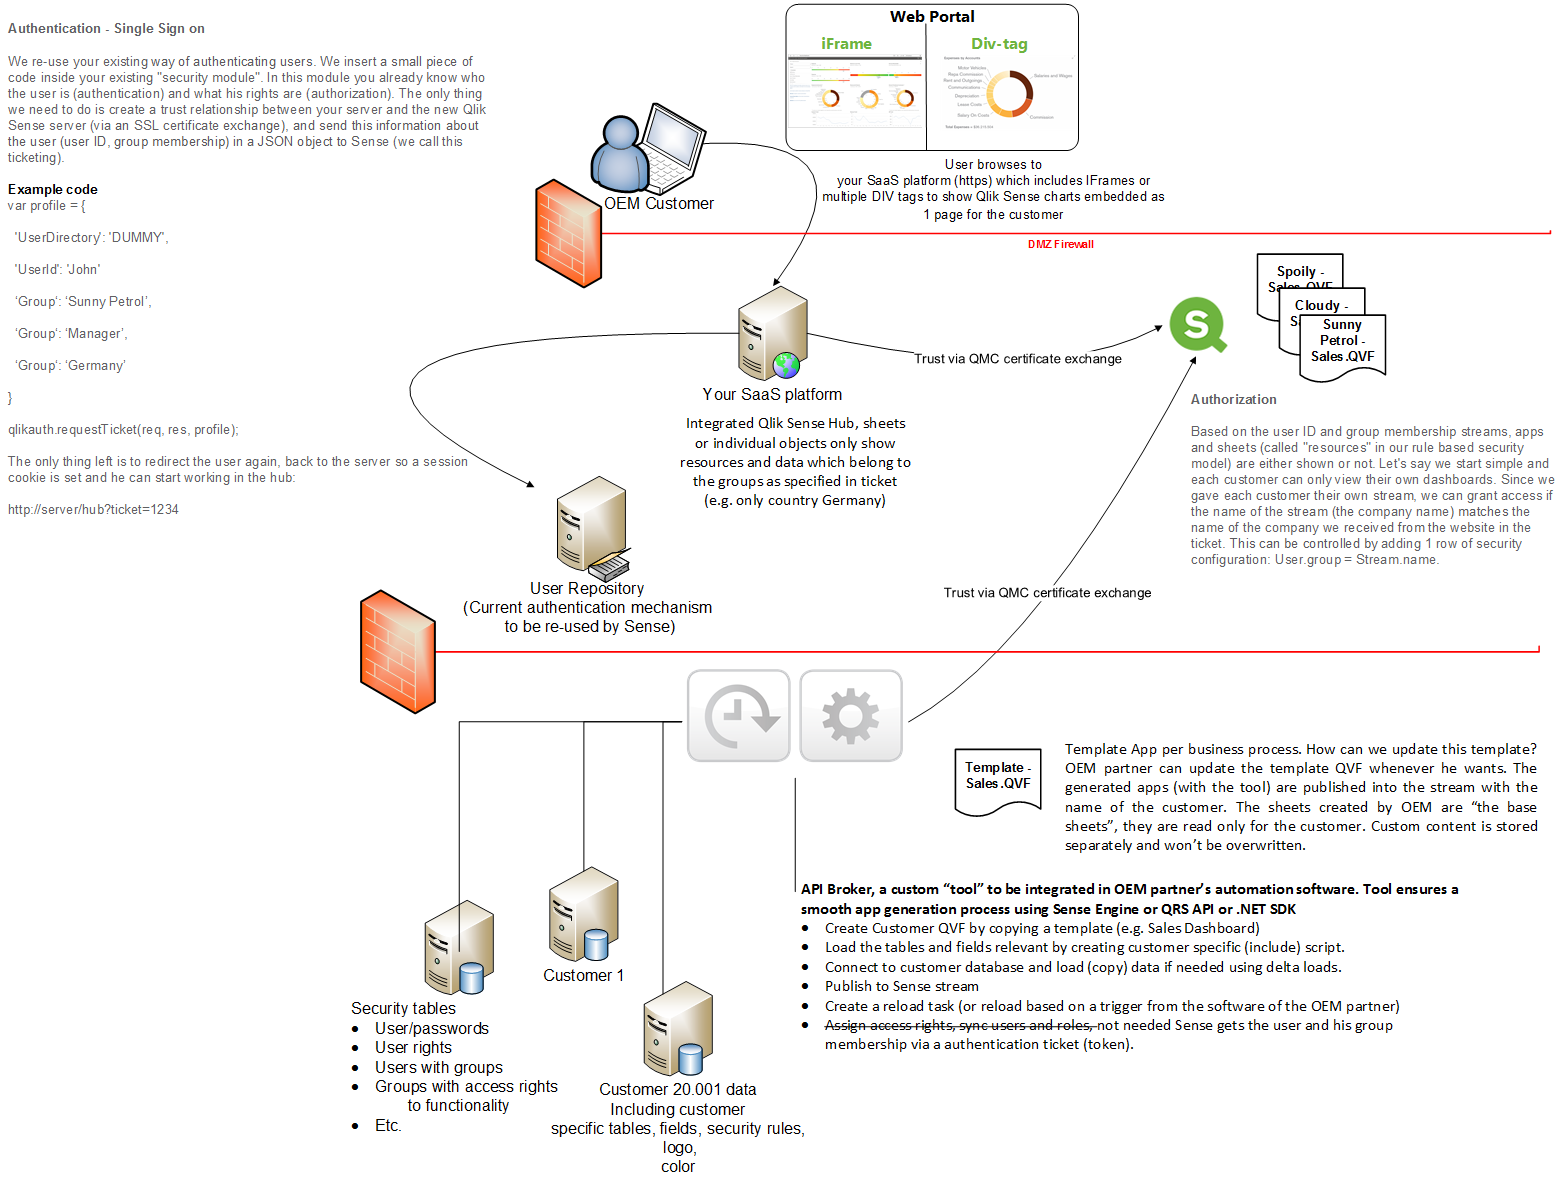 Authentication - Single Sign on
We re-use your existing way of authenticating users. We insert a small piece of
code inside your existing "security module". In this module you already know who
the user is (authentication) and what his rights are (authorization). The only thing
we need to do is create a trust relationship between your server and the new Qlik
Sense server (via an SSL certificate exchange), and send this information about
the user (user ID, group membership) in a JSON object to Sense (we call this
ticketing).
Example code
var profile = {
'UserDirectory': 'DUMMY',
'UserId': 'John'
‘Group’: ‘Sunny Petrol’,
‘Group’: ‘Manager’,
‘Group’: ‘Germany’
}
qlikauth.requestTicket(req, res, profile);
The only thing left is to redirect the user again, back to the server so a session
cookie is set and he can start working in the hub:
http://server/hub?ticket=1234
Web Portal
iFrame
Div-tag
Expenses by Accounts
Motor Vehicles
Repo Commission
Rent and Outgoings
Communications
Depreciation
Lease Costs
Salary On Costs
Salaries and Wages
Commission
User browses to
your SaaS platform (https) which includes IFrames or
multiple DIV tags to show Qlik Sense charts embedded as
1 page for the customer
OEM Customer
DMZ Firewall
Spoily -
Sales.QVF
Cloudy -
S
Sunny
Petrol -
Sales.QVF
Trust via QMC certificate exchange
Your SaaS platform
Integrated Qlik Sense Hub, sheets
or individual objects only show
resources and data which belong to
the groups as specified in ticket
(e.g. only country Germany)
Authorization
Based on the user ID and group membership streams, apps
and sheets (called "resources" in our rule based security
model) are either shown or not. Let's say we start simple and
each customer can only view their own dashboards. Since we
gave each customer their own stream, we can grant access if
the name of the stream (the company name) matches the
name of the company we received from the website in the
ticket. This can be controlled by adding 1 row of security
configuration: User.group = Stream.name.
User Repository
(Current authentication mechanism
to be re-used by Sense)
Trust via QMC certificate exchange
Template -
Sales.QVF
Template App per business process. How can we update this template?
OEM partner can update the template QVF whenever he wants. The
generated apps (with the tool) are published into the stream with the
name of the customer. The sheets created by OEM are “the base
sheets”, they are read only for the customer. Custom content is stored
separately and won’t be overwritten.
API Broker, a custom “tool” to be integrated in OEM partner’s automation software. Tool ensures a
smooth app generation process using Sense Engine or QRS API or .NET SDK
• Create Customer QVF by copying a template (e.g. Sales Dashboard)
• Load the tables and fields relevant by creating customer specific (include) script.
• Connect to customer database and load (copy) data if needed using delta loads.
• Publish to Sense stream
• Create a reload task (or reload based on a trigger from the software of the OEM partner)
• Assign access rights, sync users and roles, not needed Sense gets the user and his group
membership via a authentication ticket (token).
Customer 1
Security tables
• User/passwords
• User rights
• Users with groups
• Groups with access rights
to functionality
• Etc.
Customer 20.001 data
Including customer
specific tables, fields, security rules,
logo,
color